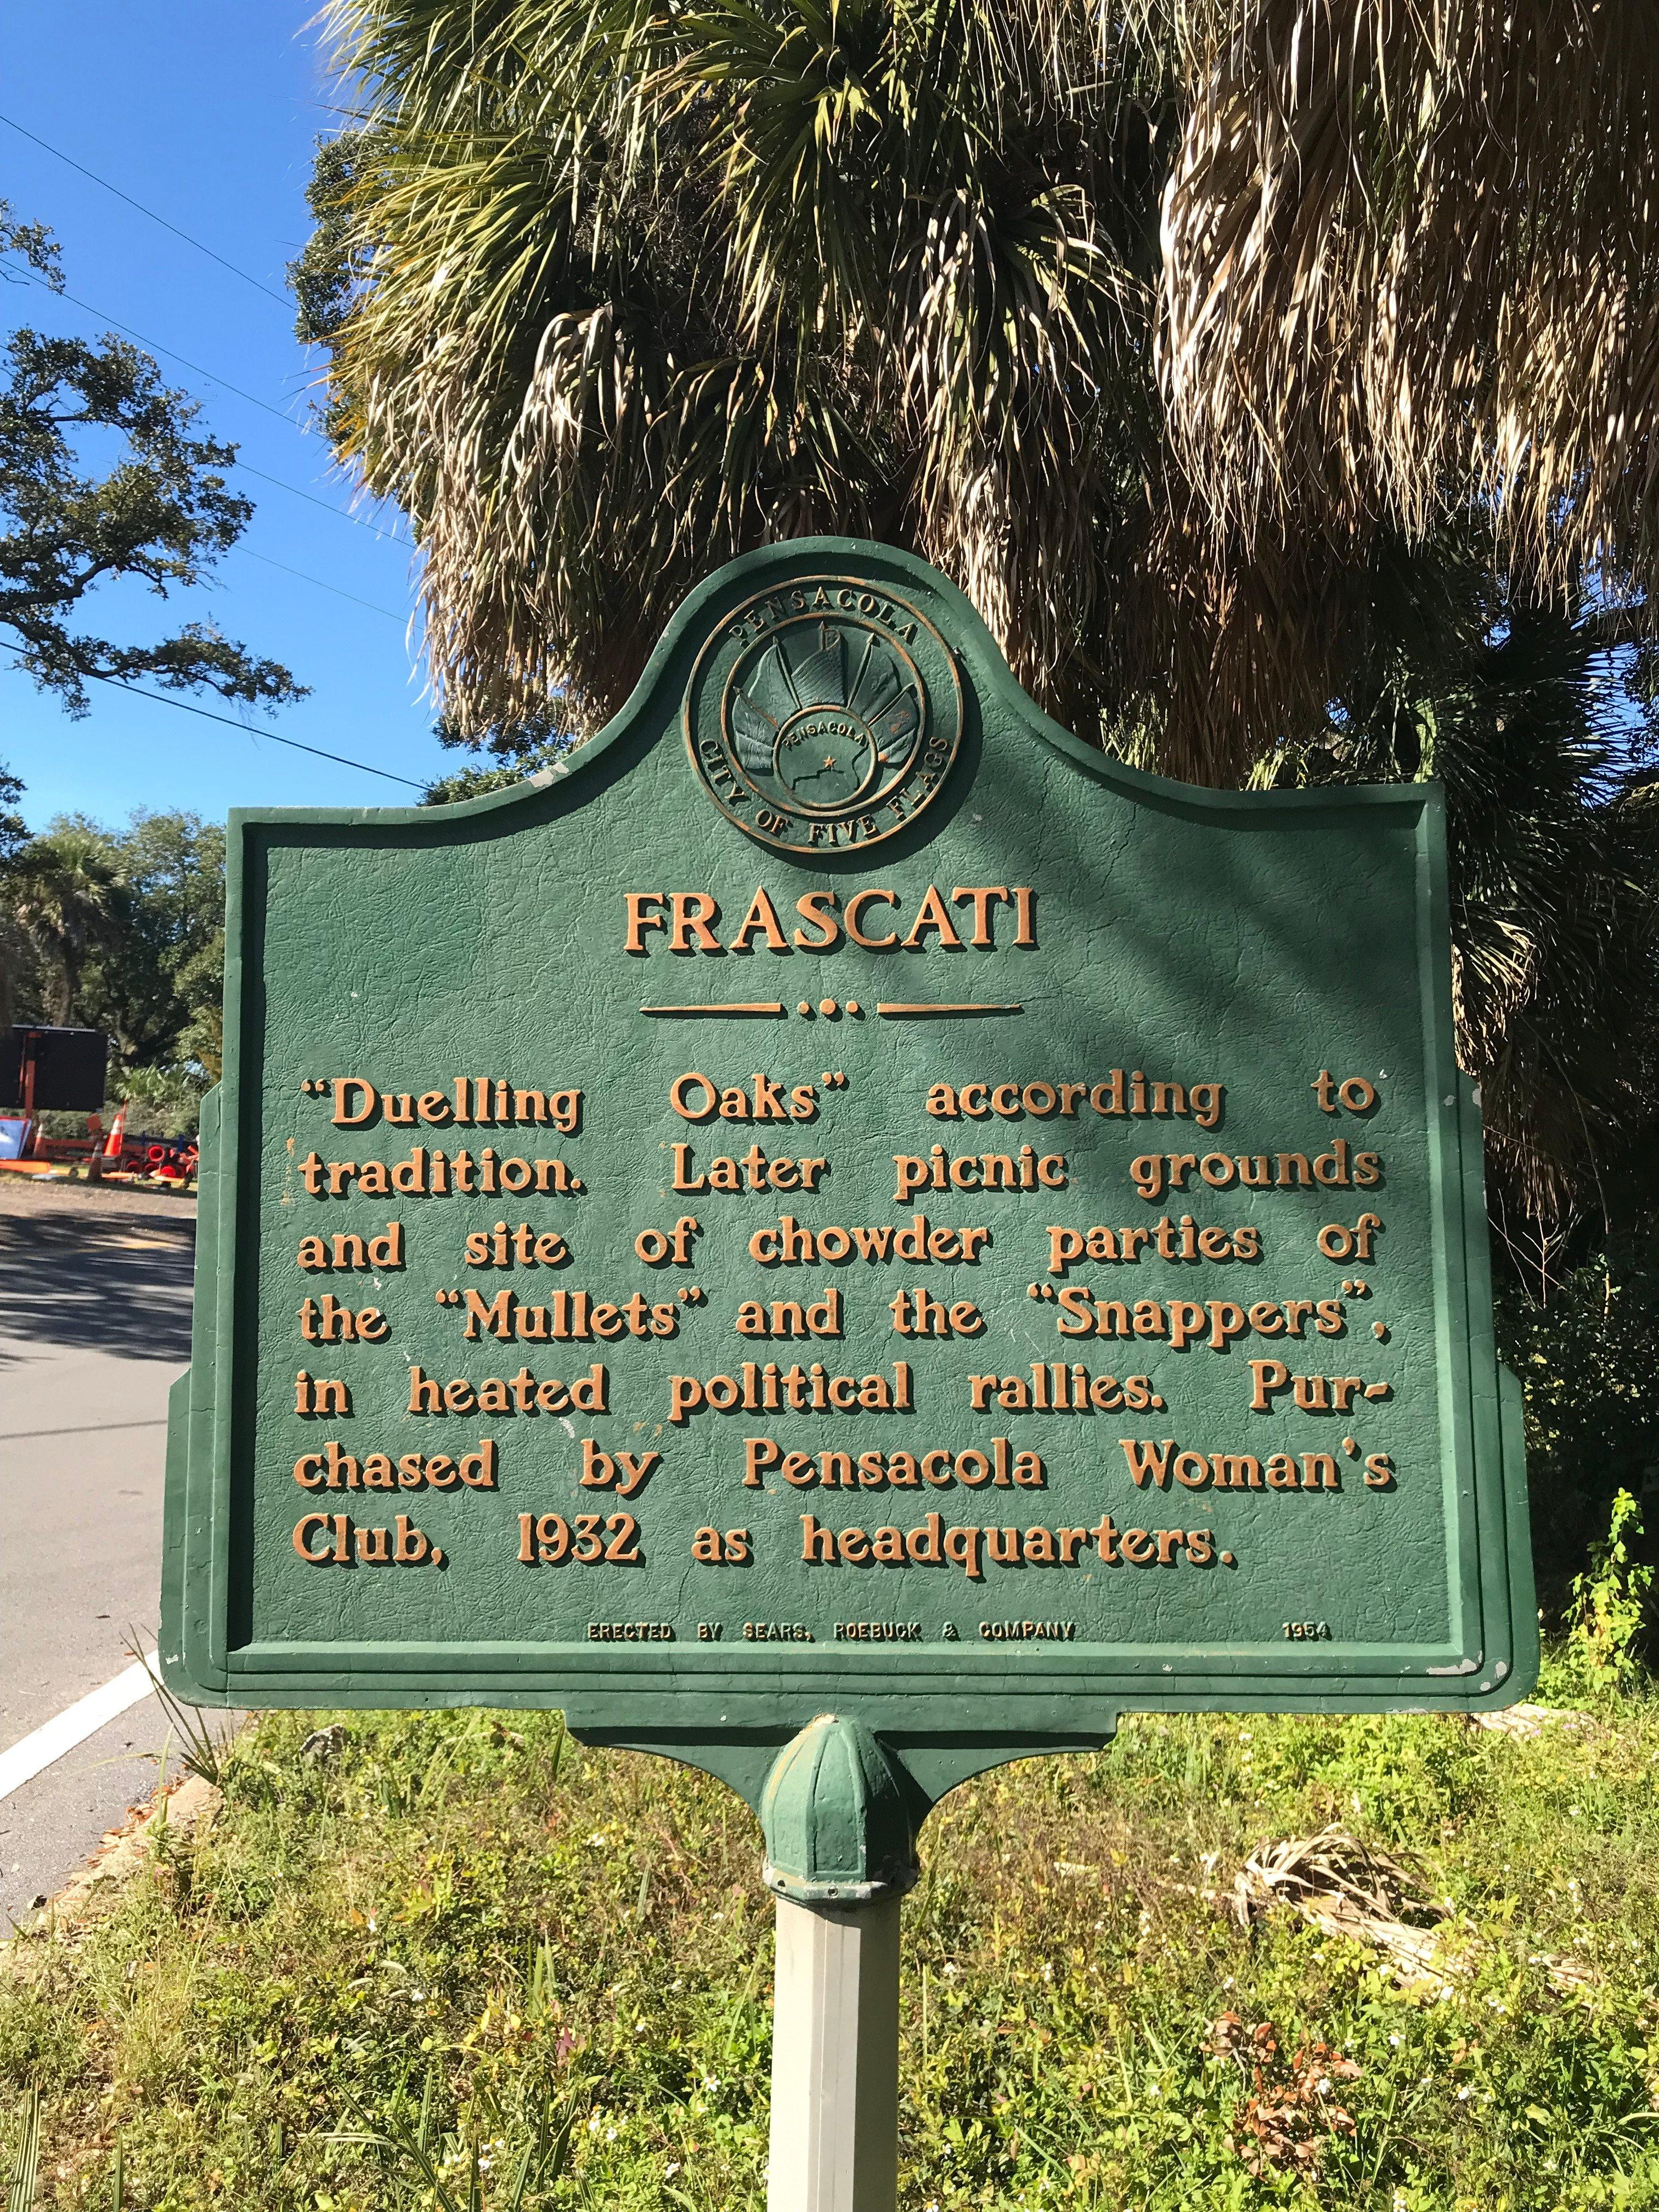 PENSACOLA
PENSACOLA
CITY OF FIVE FLAGS
FRASCATI
“Duelling Oaks” according to
tradition. Later picnic grounds
and site of chowder parties of
the “Mullets” and the “Snappers”,
in heated political rallies. Pur-
chased by Pensacola Woman's
Club, 1932 as headquarters.
ERECTED BY SEARS, ROEBUCK & COMPANY 1954